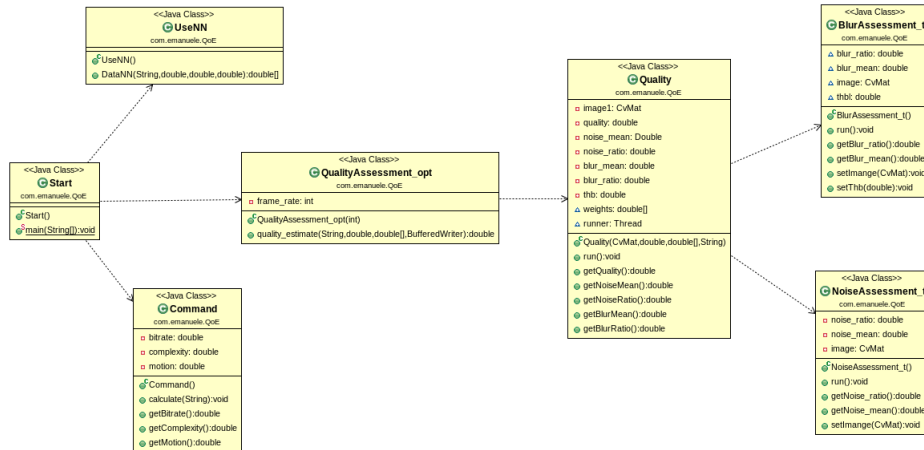 <<Java Class>>
UseNN
com.emanuele.QoE
UseNN()
DataNN(String,double,double,double):double[]
<<Java Class>>
Start
com.emanuele.QoE
Start()
main(String[]):void
<<Java Class>>
QualityAssessment_opt
com.emanuele.QoE
frame_rate: int
QualityAssessment_opt(int)
quality_estimate(String,double,double[],BufferedWriter):double
<<Java Class>>
Command
com.emanuele.QoE
bitrate: double
complexity: double
motion: double
Command()
calculate(String):void
getBitrate():double
getComplexity():double
getMotion():double
<<Java Class>>
Quality
com.emanuele.QoE
image1: CvMat
quality: double
noise_mean: Double
noise_ratio: double
blur_mean: double
blur_ratio: double
thb: double
weights: double[]
runner: Thread
Quality(CvMat,double,double[],String)
run():void
getQuality():double
getNoiseMean():double
getNoiseRatio():double
getBlurMean():double
getBlurRatio():double
<<Java Class>>
BlurAssessment_t
com.emanuele.QoE
blur_ratio: double
blur_mean: double
image: CvMat
thbl: double
BlurAssessment_t()
run():void
getBlur_ratio():double
getBlur_mean():double
setImange(CvMat):void
setThb(double):void
<<Java Class>>
NoiseAssessment_t
com.emanuele.QoE
noise_ratio: double
noise_mean: double
image: CvMat
NoiseAssessment_t()
run():void
getNoise_ratio():double
getNoise_mean():double
setImange(CvMat):void